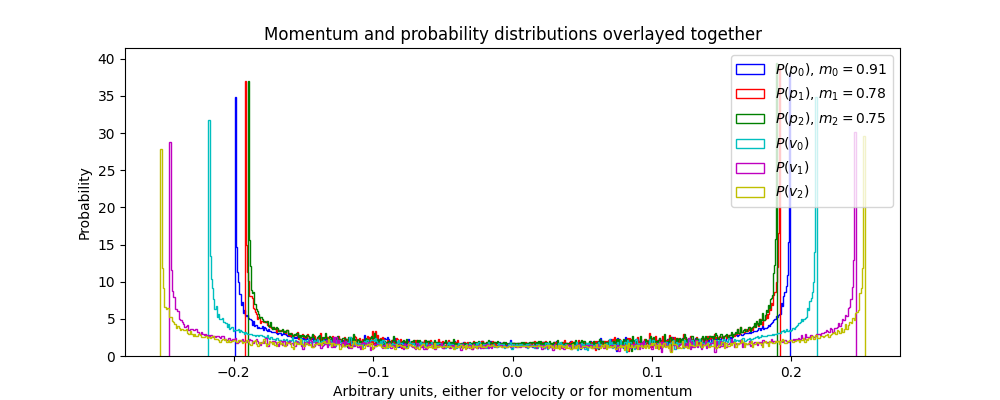 Momentum and probability distributions overlayed together
Probability
40
35
30
25
20
15
10
5
0
−0.2
−0.1
0.0
0.1
0.2
Arbitrary units, either for velocity or for momentum
P(p₀), m₀ = 0.91
P(p₁), m₁ = 0.78
P(p₂), m₂ = 0.75
P(v₀)
P(v₁)
P(v₂)